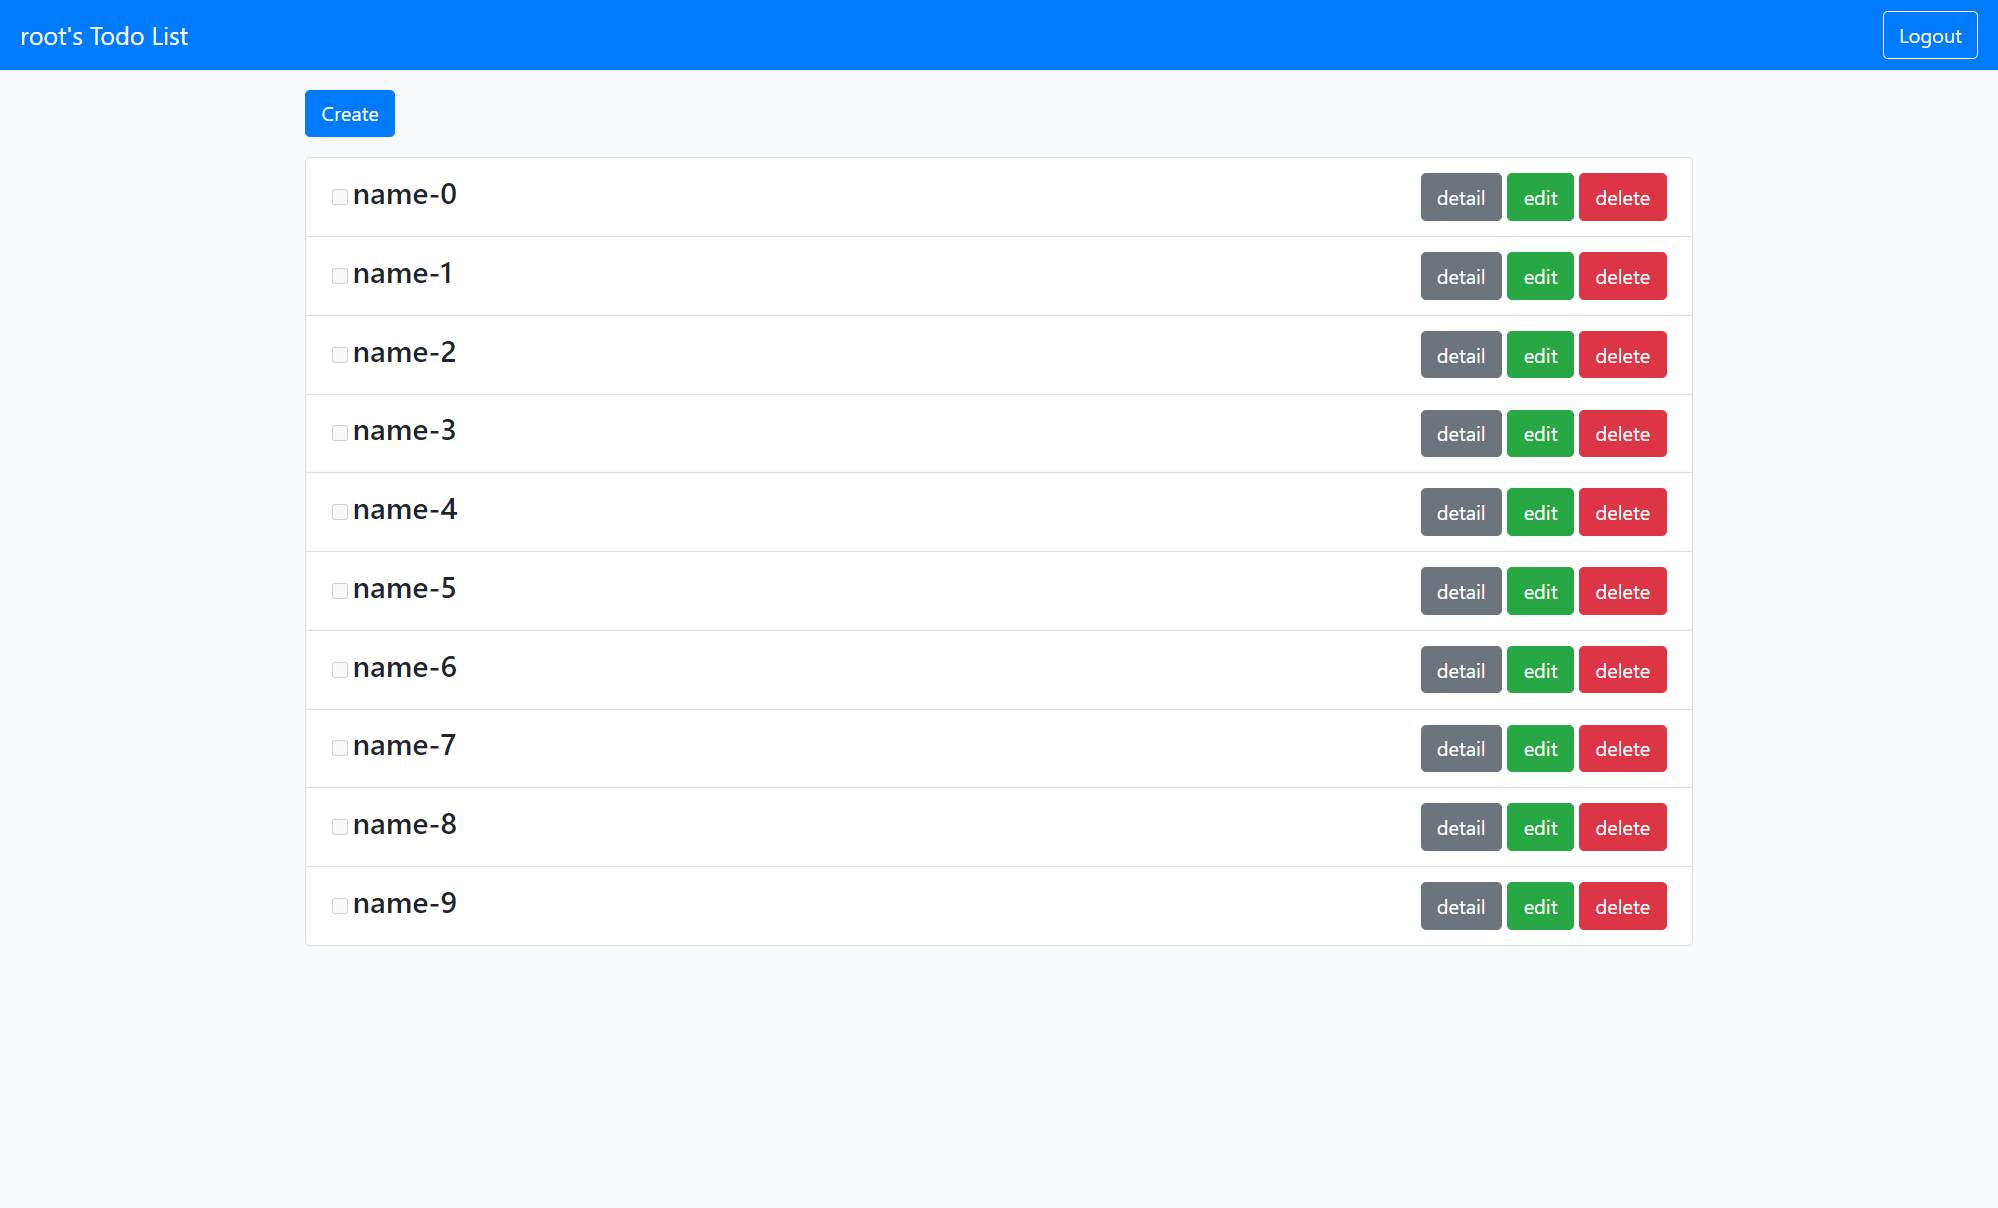 root's Todo List Logout
Create
name-0 detail edit delete
name-1 detail edit delete
name-2 detail edit delete
name-3 detail edit delete
name-4 detail edit delete
name-5 detail edit delete
name-6 detail edit delete
name-7 detail edit delete
name-8 detail edit delete
name-9 detail edit delete